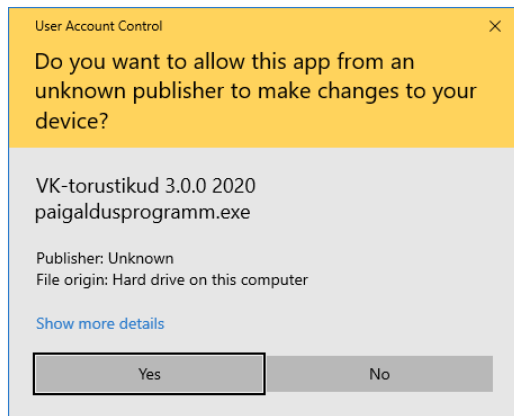 User Account Control
Do you want to allow this app from an
unknown publisher to make changes to your
device?
VK-torustikud 3.0.0 2020
paigaldusprogramm.exe
Publisher: Unknown
File origin: Hard drive on this computer
Show more details
Yes
No